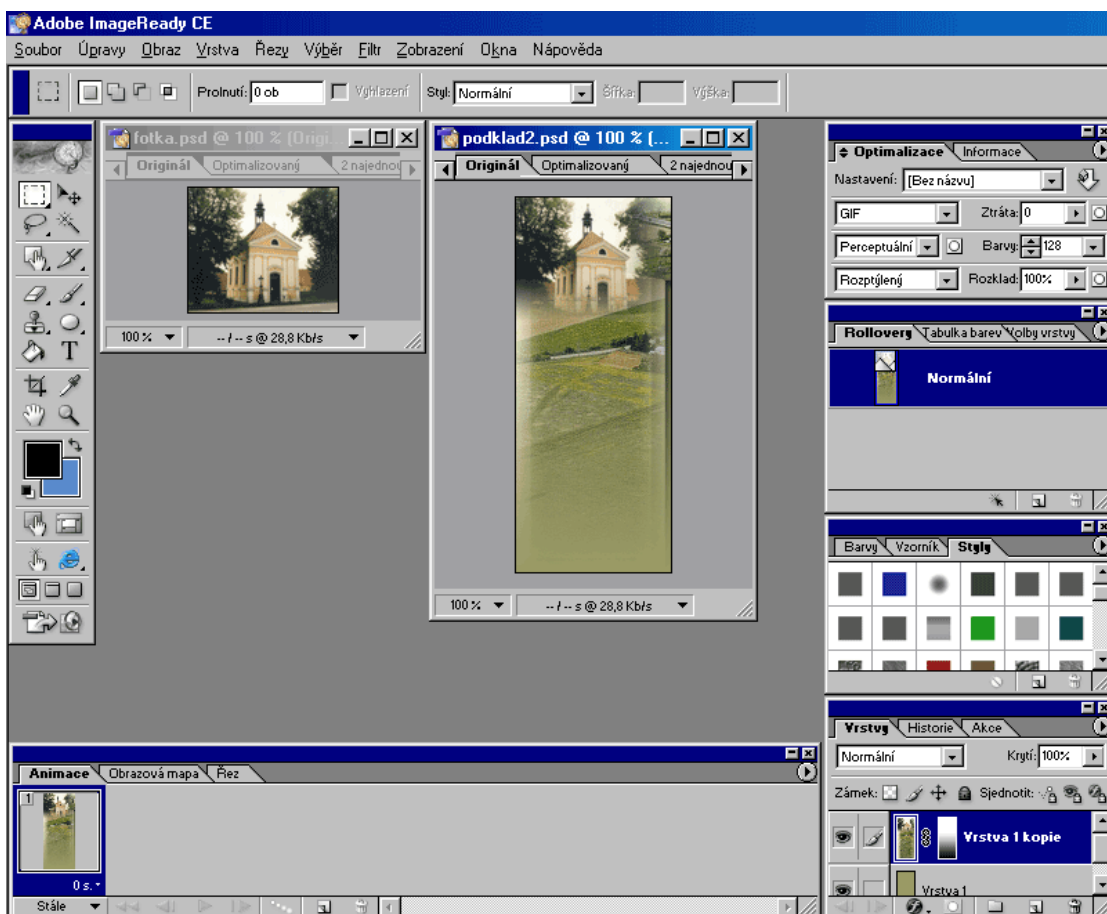 Adobe ImageReady CE
Soubor Úpravy Obraz Vrstva Řezy Výběr Filtr Zobrazení Okna Nápověda
Prolnutí: 0 ob Vyhlazení Styl: Normální Šířka: Výška:
fotka.psd @ 100 % (Origi...
Originál Optimalizovaný 2 najednou
100 % -- / -- s @ 28,8 Kb/s
podklad2.psd @ 100 % (...
Originál Optimalizovaný 2 najednou
100 % -- / -- s @ 28,8 Kb/s
T
Optimalizace Informace
Nastavení: [Bez názvu]
GIF Ztráta: 0
Perceptuální Barvy: 128
Rozptýlený Rozklad: 100%
Rollovery Tabulka barev Volby vrstvy
Normální
Barvy Vzorník Styly
Vrstvy Historie Akce
Normální Krytí: 100%
Zámek: Sjednotit:
Vrstva 1 kopie
Vrstva 1
Animace Obrazová mapa Řez
1
0 s.
Stále